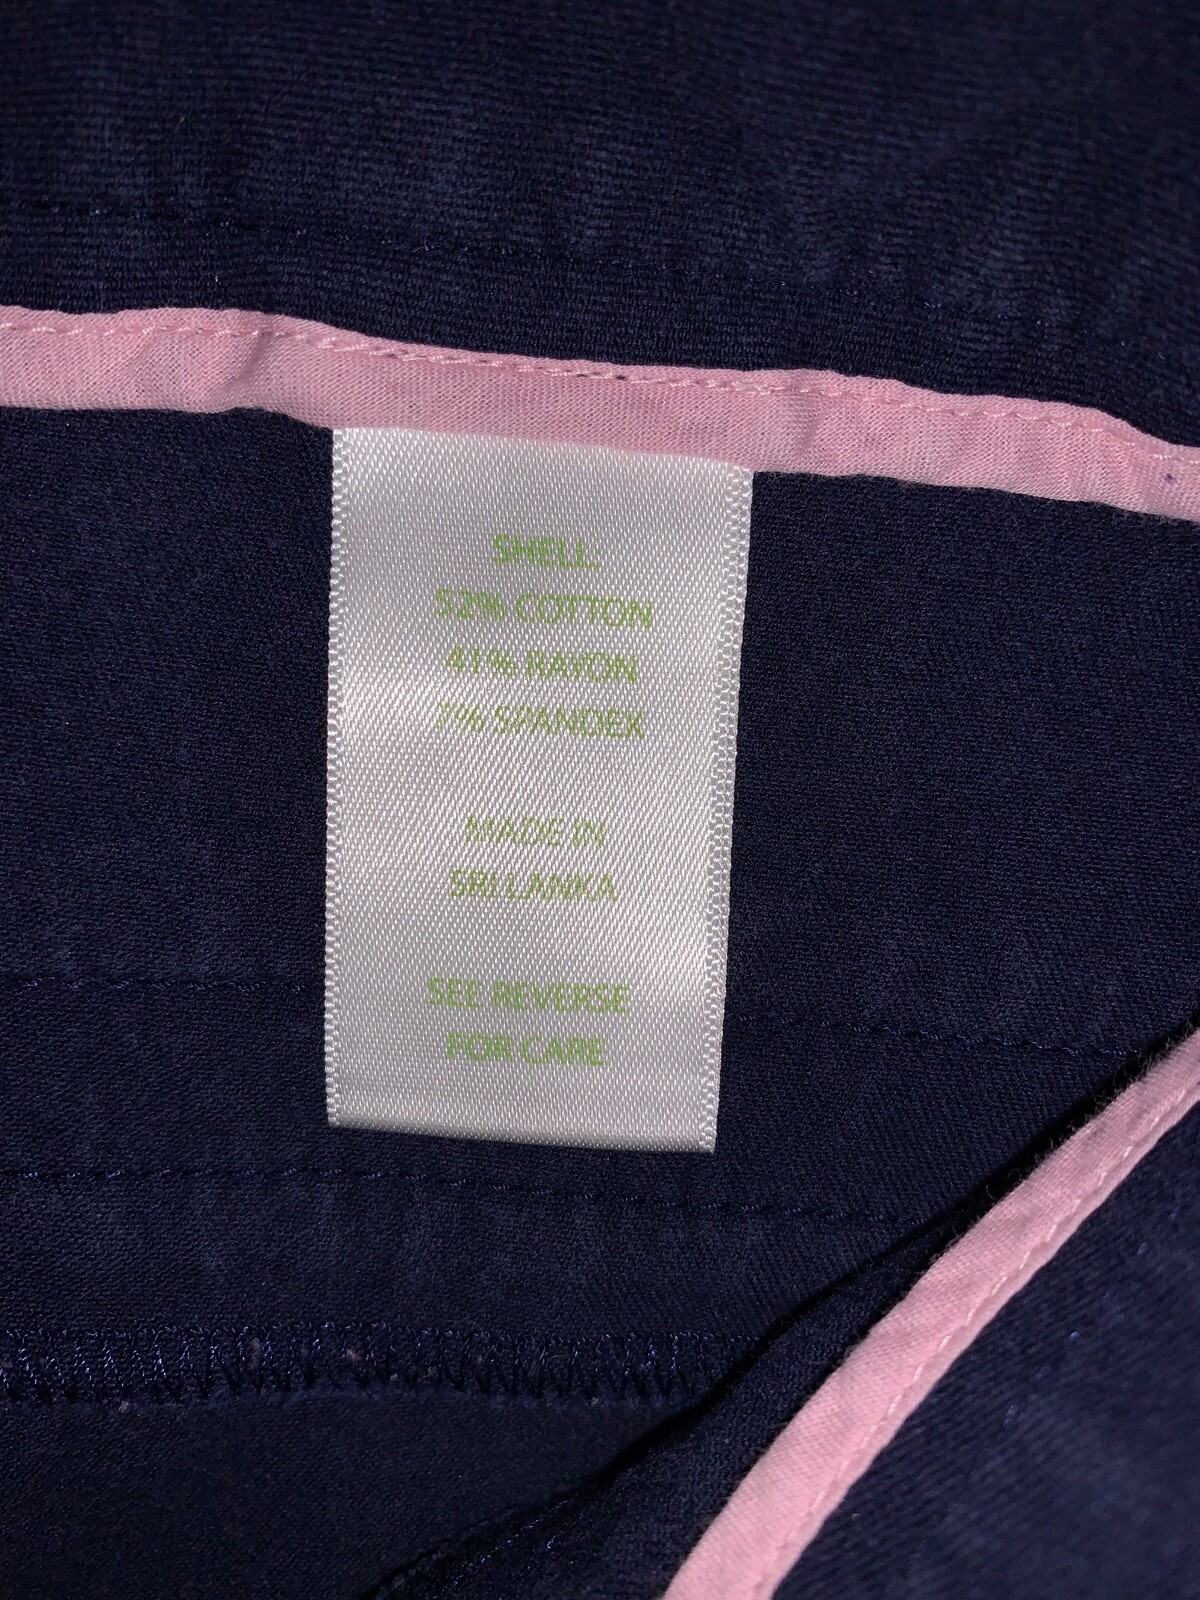 SHELL:
52% COTTON
41% RAYON
7% SPANDEX
MADE IN
SRI LANKA
SEE REVERSE
FOR CARE